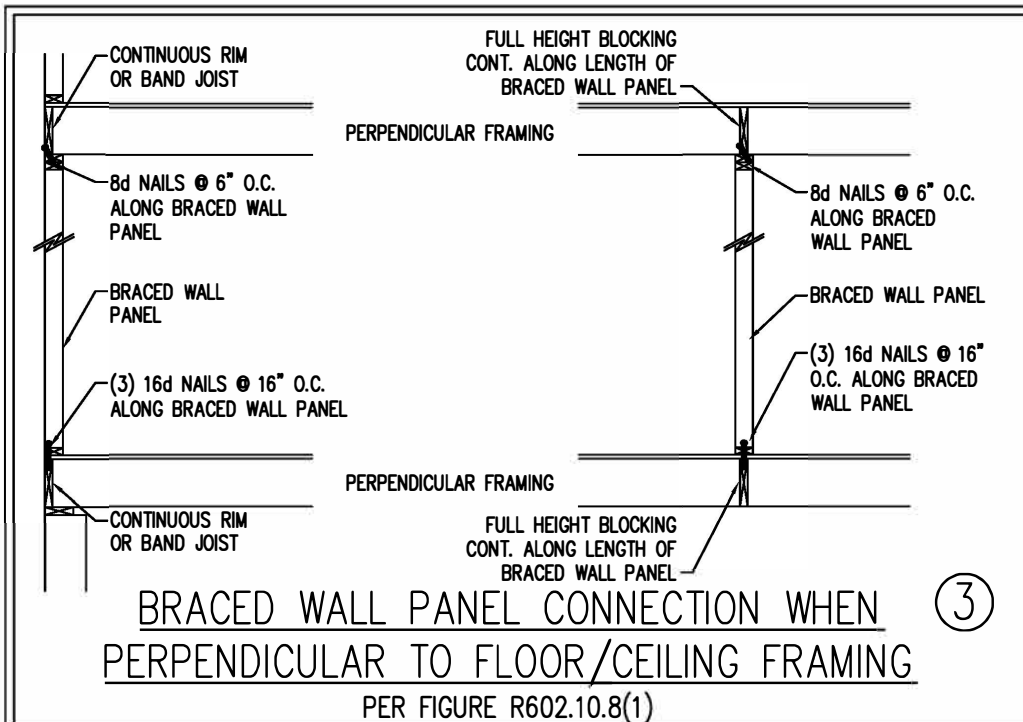 CONTINUOUS RIM
OR BAND JOIST
PERPENDICULAR FRAMING
8d NAILS @ 6" O.C.
ALONG BRACED WALL
PANEL
BRACED WALL
PANEL
(3) 16d NAILS @ 16" O.C.
ALONG BRACED WALL PANEL
PERPENDICULAR FRAMING
CONTINUOUS RIM
OR BAND JOIST
FULL HEIGHT BLOCKING
CONT. ALONG LENGTH OF
BRACED WALL PANEL
8d NAILS @ 6" O.C.
ALONG BRACED
WALL PANEL
BRACED WALL PANEL
(3) 16d NAILS @ 16"
O.C. ALONG BRACED
WALL PANEL
FULL HEIGHT BLOCKING
CONT. ALONG LENGTH OF
BRACED WALL PANEL
BRACED WALL PANEL CONNECTION WHEN
PERPENDICULAR TO FLOOR/CEILING FRAMING
PER FIGURE R602.10.8(1)
3